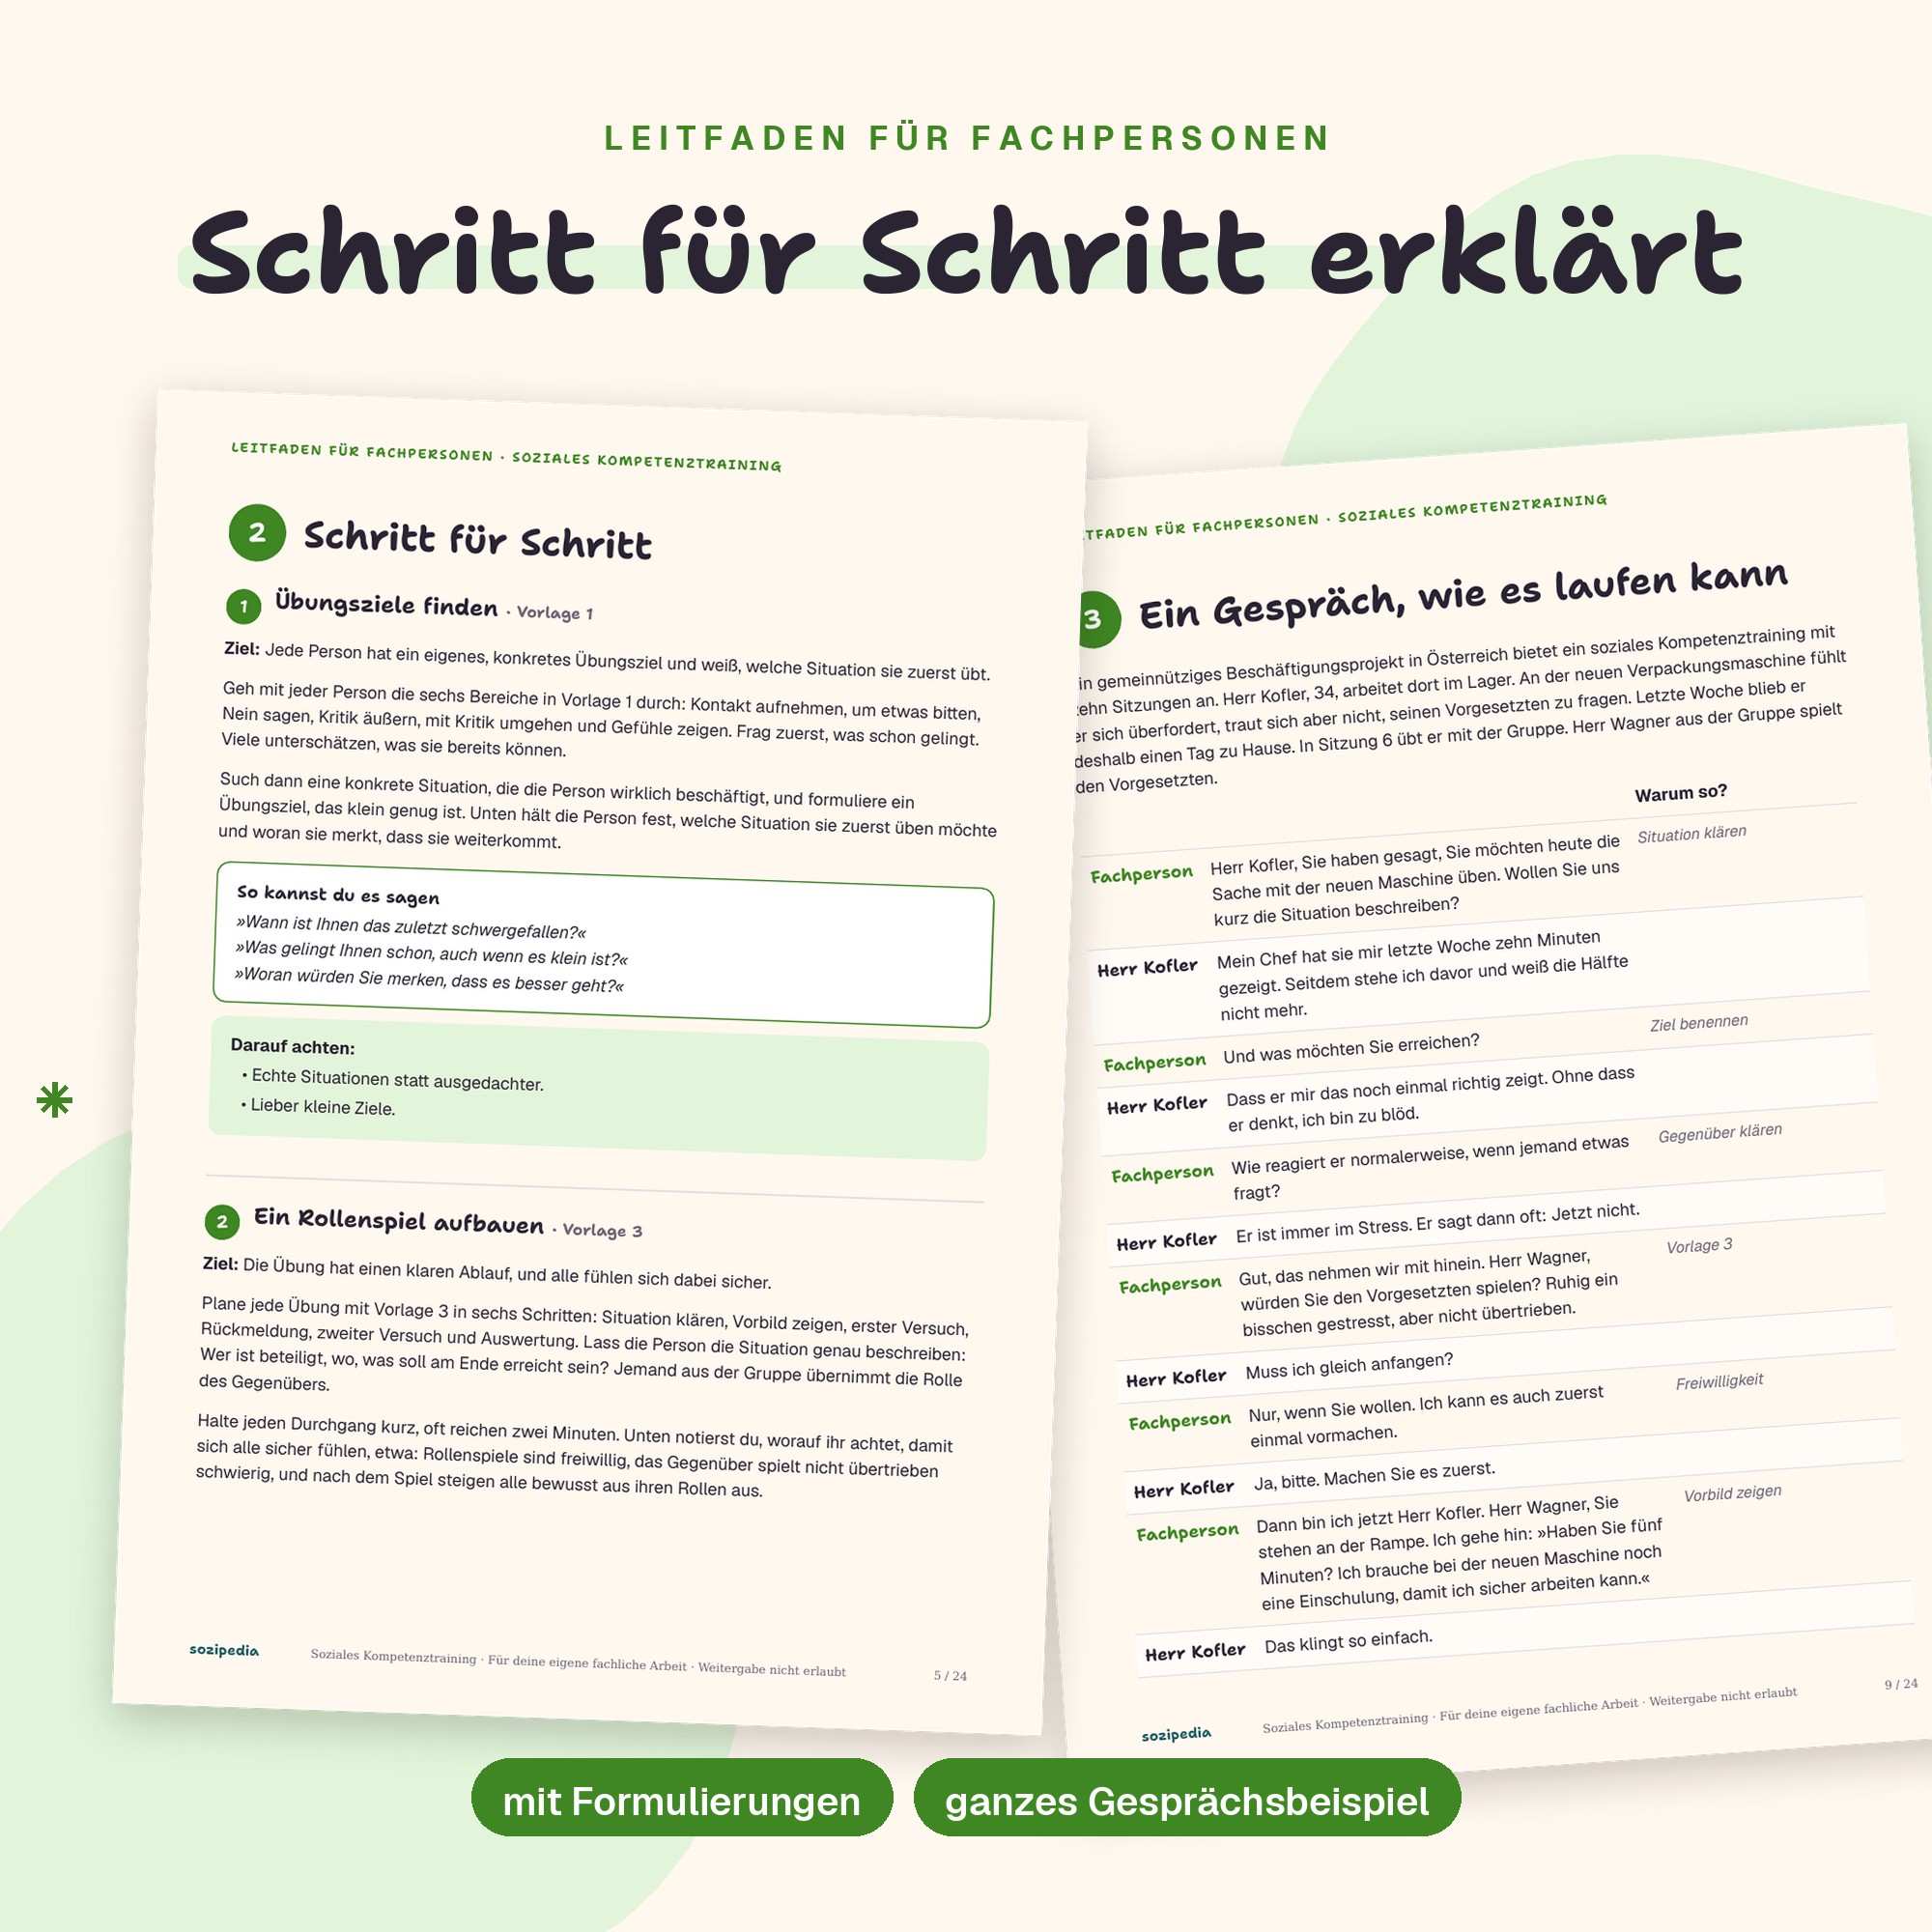 LEITFADEN FÜR FACHPERSONEN
Schritt für Schritt erklärt
LEITFADEN FÜR FACHPERSONEN · SOZIALES KOMPETENZTRAINING
2 Schritt für Schritt
1 Übungsziele finden · Vorlage 1
Ziel: Jede Person hat ein eigenes, konkretes Übungsziel und weiß, welche Situation sie zuerst übt.
Geh mit jeder Person die sechs Bereiche in Vorlage 1 durch: Kontakt aufnehmen, um etwas bitten,
Nein sagen, Kritik äußern, mit Kritik umgehen und Gefühle zeigen. Frag zuerst, was schon gelingt.
Viele unterschätzen, was sie bereits können.
Such dann eine konkrete Situation, die die Person wirklich beschäftigt, und formuliere ein
Übungsziel, das klein genug ist. Unten hält die Person fest, welche Situation sie zuerst üben möchte
und woran sie merkt, dass sie weiterkommt.
So kannst du es sagen
»Wann ist Ihnen das zuletzt schwergefallen?«
»Was gelingt Ihnen schon, auch wenn es klein ist?«
»Woran würden Sie merken, dass es besser geht?«
Darauf achten:
• Echte Situationen statt ausgedachter.
• Lieber kleine Ziele.
2 Ein Rollenspiel aufbauen · Vorlage 3
Ziel: Die Übung hat einen klaren Ablauf, und alle fühlen sich dabei sicher.
Plane jede Übung mit Vorlage 3 in sechs Schritten: Situation klären, Vorbild zeigen, erster Versuch,
Rückmeldung, zweiter Versuch und Auswertung. Lass die Person die Situation genau beschreiben:
Wer ist beteiligt, wo, was soll am Ende erreicht sein? Jemand aus der Gruppe übernimmt die Rolle
des Gegenübers.
Halte jeden Durchgang kurz, oft reichen zwei Minuten. Unten notierst du, worauf ihr achtet, damit
sich alle sicher fühlen, etwa: Rollenspiele sind freiwillig, das Gegenüber spielt nicht übertrieben
schwierig, und nach dem Spiel steigen alle bewusst aus ihren Rollen aus.
sozipedia Soziales Kompetenztraining · Für deine eigene fachliche Arbeit · Weitergabe nicht erlaubt 5 / 24
FÜR FACHPERSONEN · SOZIALES KOMPETENZTRAINING
3 Ein Gespräch, wie es laufen kann
gemeinnütziges Beschäftigungsprojekt in Österreich bietet ein soziales Kompetenztraining mit
Sitzungen an. Herr Kofler, 34, arbeitet dort im Lager. An der neuen Verpackungsmaschine fühlt
er sich überfordert, traut sich aber nicht, seinen Vorgesetzten zu fragen. Letzte Woche blieb er
deshalb einen Tag zu Hause. In Sitzung 6 übt er mit der Gruppe. Herr Wagner aus der Gruppe spielt
den Vorgesetzten.
Warum so?
Fachperson Herr Kofler, Sie haben gesagt, Sie möchten heute die Situation klären
Sache mit der neuen Maschine üben. Wollen Sie uns
kurz die Situation beschreiben?
Herr Kofler Mein Chef hat sie mir letzte Woche zehn Minuten
gezeigt. Seitdem stehe ich davor und weiß die Hälfte
nicht mehr.
Fachperson Und was möchten Sie erreichen? Ziel benennen
Herr Kofler Dass er mir das noch einmal richtig zeigt. Ohne dass
er denkt, ich bin zu blöd.
Fachperson Wie reagiert er normalerweise, wenn jemand etwas Gegenüber klären
fragt?
Herr Kofler Er ist immer im Stress. Er sagt dann oft: Jetzt nicht.
Fachperson Gut, das nehmen wir mit hinein. Herr Wagner, Vorlage 3
würden Sie den Vorgesetzten spielen? Ruhig ein
bisschen gestresst, aber nicht übertrieben.
Herr Kofler Muss ich gleich anfangen?
Fachperson Nur, wenn Sie wollen. Ich kann es auch zuerst Freiwilligkeit
einmal vormachen.
Herr Kofler Ja, bitte. Machen Sie es zuerst.
Fachperson Dann bin ich jetzt Herr Kofler. Herr Wagner, Sie Vorbild zeigen
stehen an der Rampe. Ich gehe hin: »Haben Sie fünf
Minuten? Ich brauche bei der neuen Maschine noch
eine Einschulung, damit ich sicher arbeiten kann.«
Herr Kofler Das klingt so einfach.
sozipedia Soziales Kompetenztraining · Für deine eigene fachliche Arbeit · Weitergabe nicht erlaubt 9 / 24
mit Formulierungen
ganzes Gesprächsbeispiel